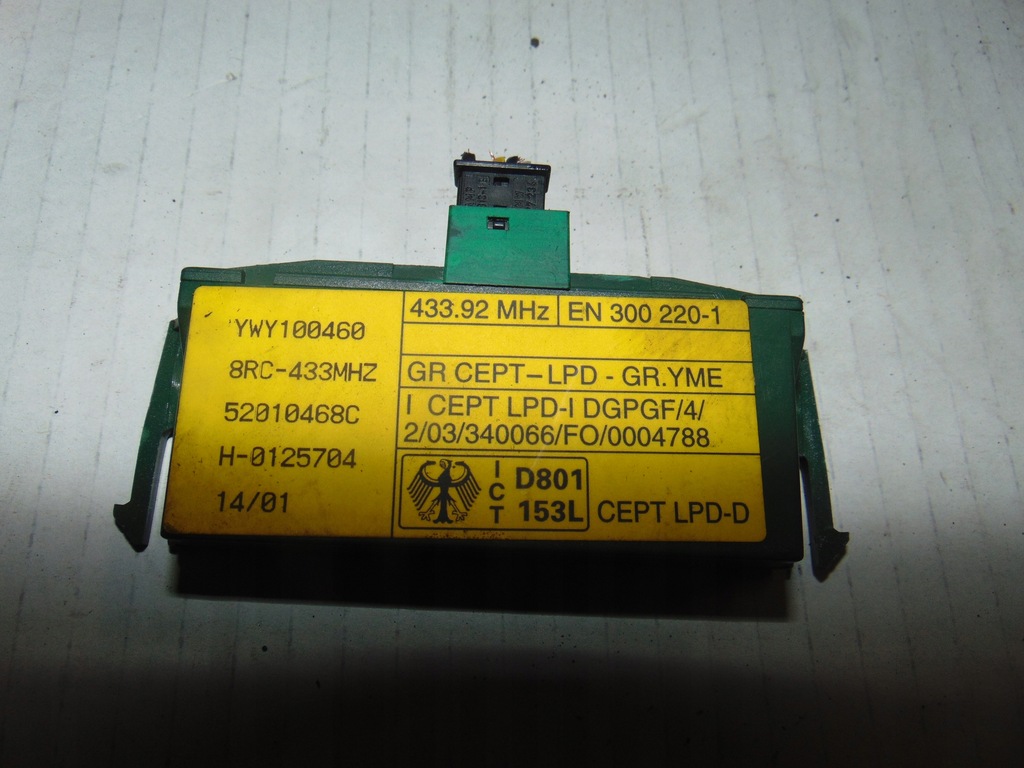 YWY100460
8RC-433MHZ
52010468C
H-0125704
14/01
433.92 MHz
EN 300 220-1
GR CEPT-LPD - GR.YME
I CEPT LPD-I DGPGF/4/
2/03/340066/FO/0004788
ICT
D801
153L
CEPT LPD-D